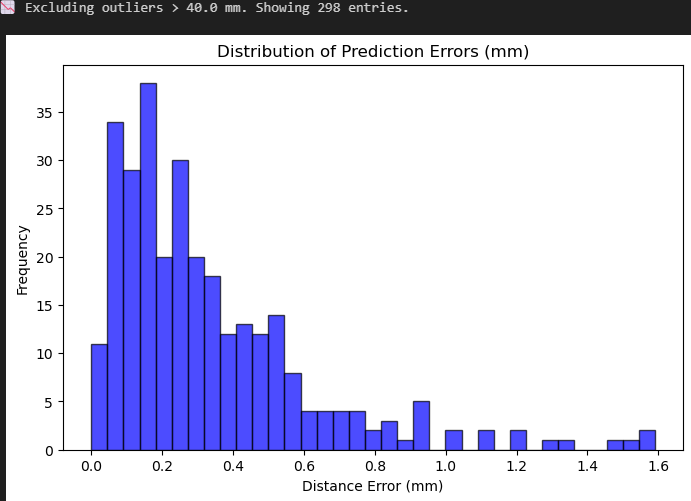 Excluding outliers > 40.0 mm. Showing 298 entries.
Distribution of Prediction Errors (mm)
Frequency
35
30
25
20
15
10
5
0
0.0 0.2 0.4 0.6 0.8 1.0 1.2 1.4 1.6
Distance Error (mm)